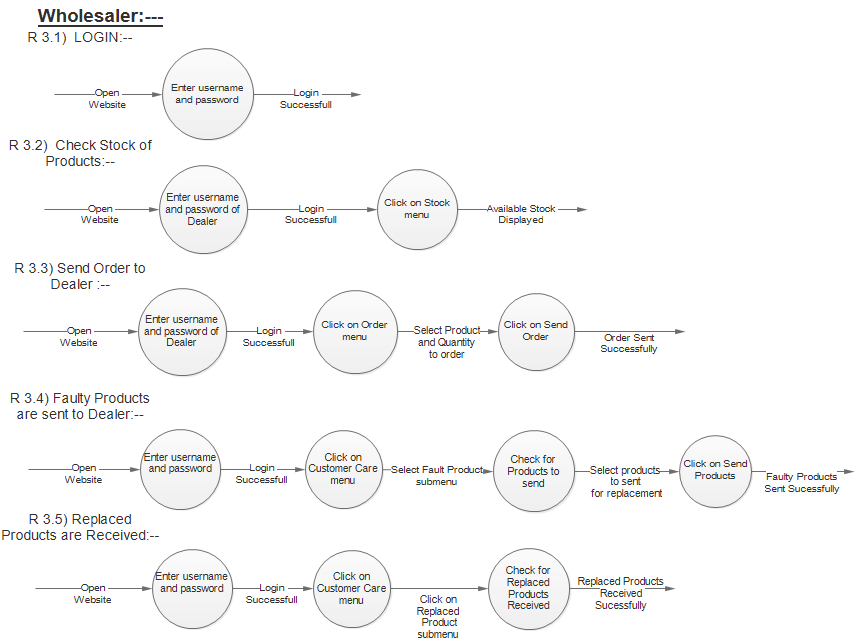 Wholesaler:---
R 3.1)  LOGIN:--
Open
Website
Enter username
and password
Login
Successfull
R 3.2)  Check Stock of
Products:--
Open
Website
Enter username
and password of
Dealer
Login
Successfull
Click on Stock
menu
Available Stock
Displayed
R 3.3) Send Order to
Dealer :--
Open
Website
Enter username
and password of
Dealer
Login
Successfull
Click on Order
menu
Select Product
and Quantity
to order
Click on Send
Order
Order Sent
Successfully
R 3.4) Faulty Products
are sent to Dealer:--
Open
Website
Enter username
and password
Login
Successfull
Click on
Customer Care
menu
Select Fault Product
submenu
Check for
Products to
send
Select products
to sent
for replacement
Click on Send
Products
Faulty Products
Sent Sucessfully
R 3.5) Replaced
Products are Received:--
Open
Website
Enter username
and password
Login
Successfull
Click on
Customer Care
menu
Click on
Replaced
Product
submenu
Check for
Replaced
Products
Received
Replaced Products
Received
Sucessfully